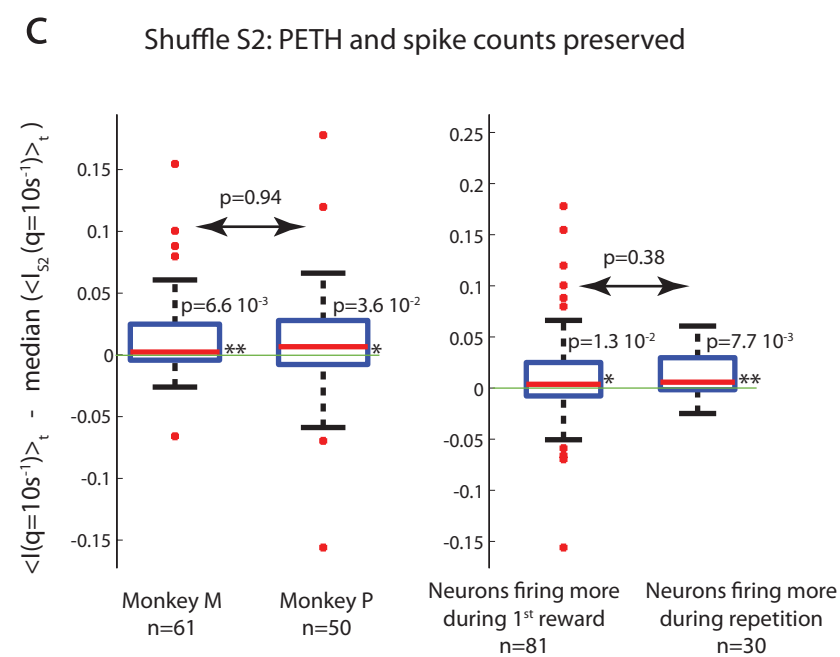 C
Shuffle S2: PETH and spike counts preserved
<I(q=10s⁻¹)>ₜ - median (<I_S2 (q=10s⁻¹)>ₜ )
0.15
0.1
0.05
0
-0.05
-0.1
-0.15
p=0.94
p=6.6 10⁻³
p=3.6 10⁻²
**
*
Monkey M
n=61
Monkey P
n=50
0.25
0.2
0.15
0.1
0.05
0
-0.05
-0.1
-0.15
p=0.38
p=1.3 10⁻²
p=7.7 10⁻³
*
**
Neurons firing more
during 1ˢᵗ reward
n=81
Neurons firing more
during repetition
n=30